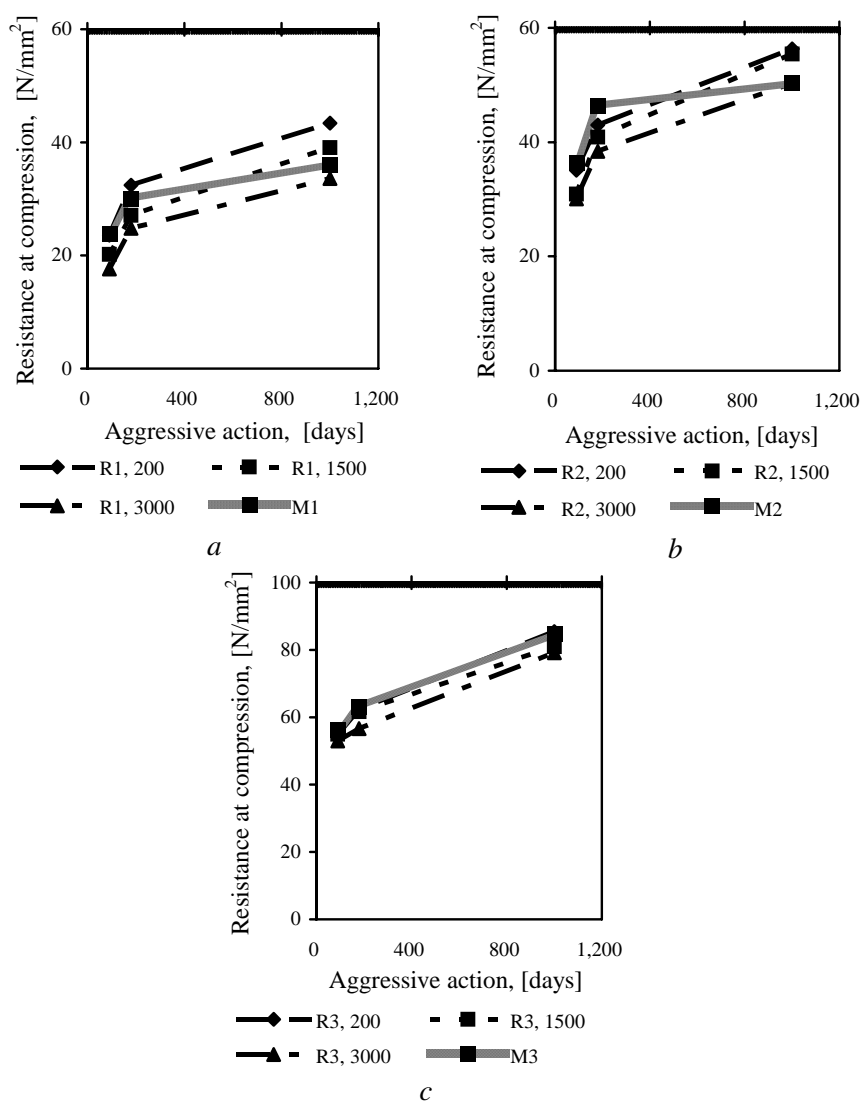 60
40
20
0
Resistance at compression, [N/mm²]
0 400 800 1,200
Aggressive action, [days]
R1, 200 R1, 1500
R1, 3000 M1
a
60
40
20
0
Resistance at compression, [N/mm²]
0 400 800 1,200
Aggressive action, [days]
R2, 200 R2, 1500
R2, 3000 M2
b
100
80
60
40
20
0
Resistance at compression, [N/mm²]
0 400 800 1,200
Aggressive action, [days]
R3, 200 R3, 1500
R3, 3000 M3
c